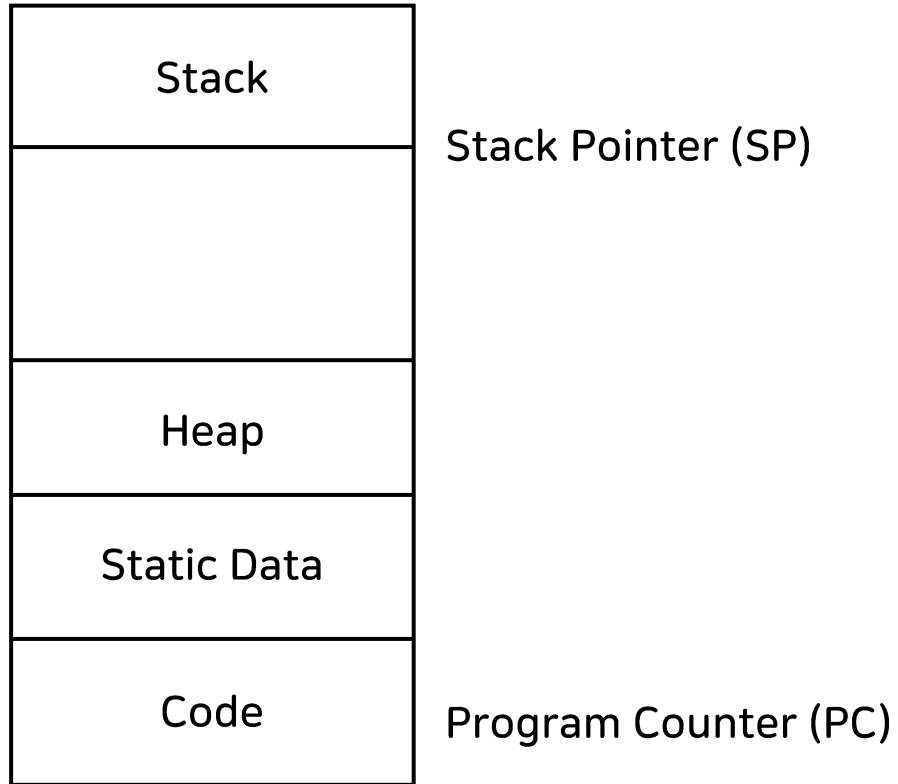 Stack
Stack Pointer (SP)
Heap
Static Data
Code
Program Counter (PC)